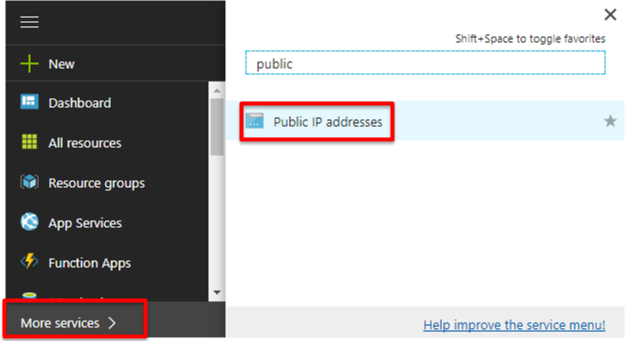 New
Dashboard
All resources
Resource groups
App Services
Function Apps
More services
Shift+Space to toggle favorites
public
Public IP addresses
Help improve the service menu!